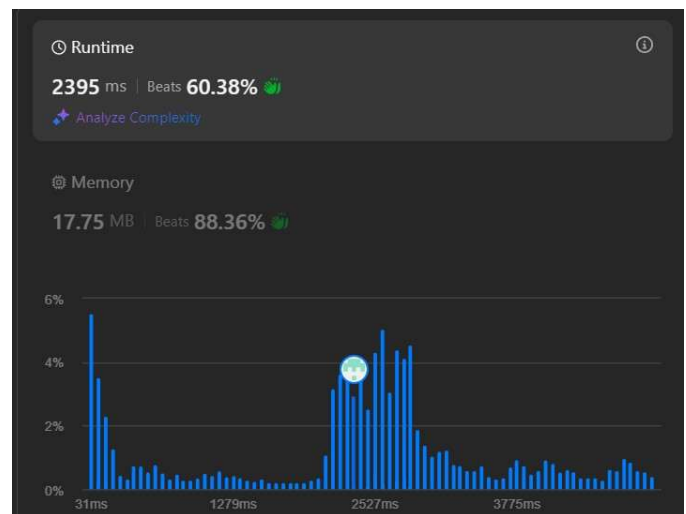 Runtime
2395 ms | Beats 60.38%
Analyze Complexity
Memory
17.75 MB | Beats 88.36%
6%
4%
2%
0%
31ms 1279ms 2527ms 3775ms